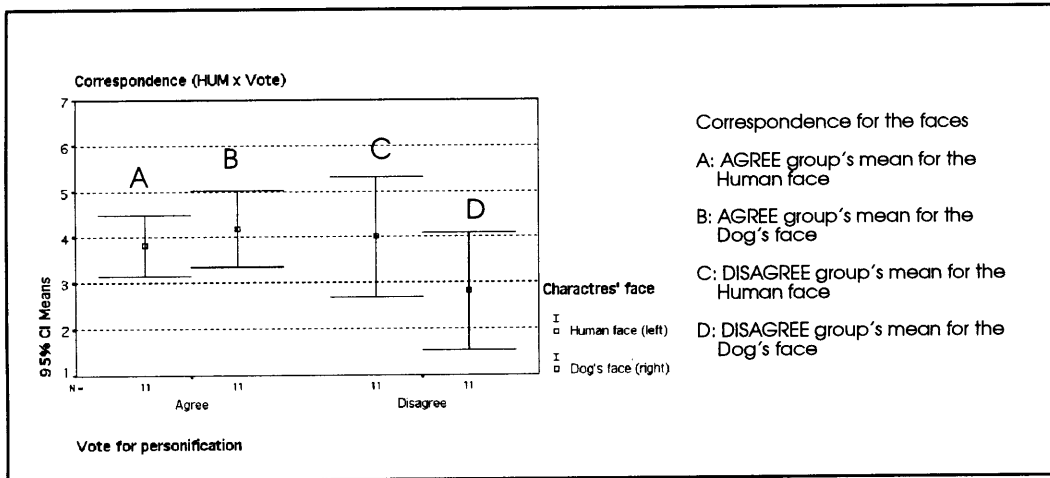 Correspondence (HUM x Vote)
7
6
5
4
3
2
1
95% CI Means
A
B
C
D
N =
11
11
11
11
Agree
Disagree
Vote for personification
Charactres' face
Human face (left)
Dog's face (right)
Correspondence for the faces
A: AGREE group's mean for the
Human face
B: AGREE group's mean for the
Dog's face
C: DISAGREE group's mean for the
Human face
D: DISAGREE group's mean for the
Dog's face